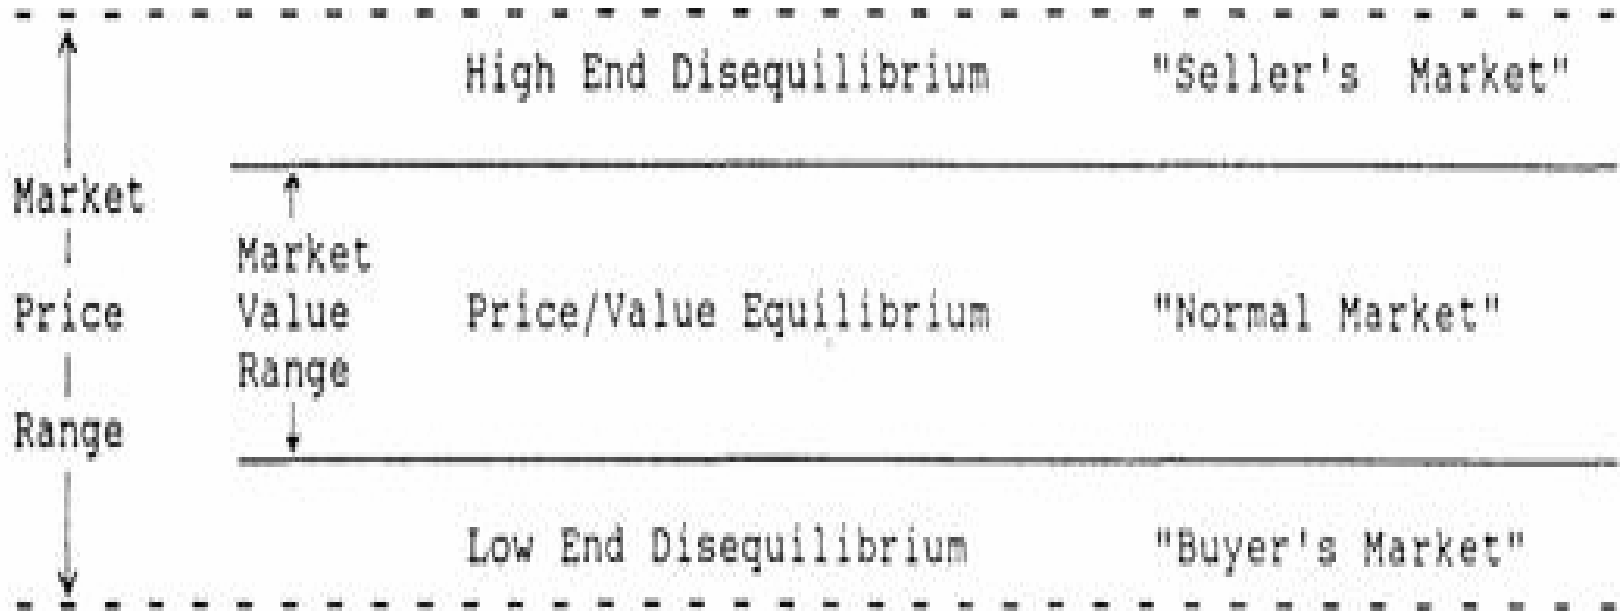 High End Disequilibrium "Seller's Market"
Market
Price
Range
Market
Value
Range
Price/Value Equilibrium "Normal Market"
Low End Disequilibrium "Buyer's Market"